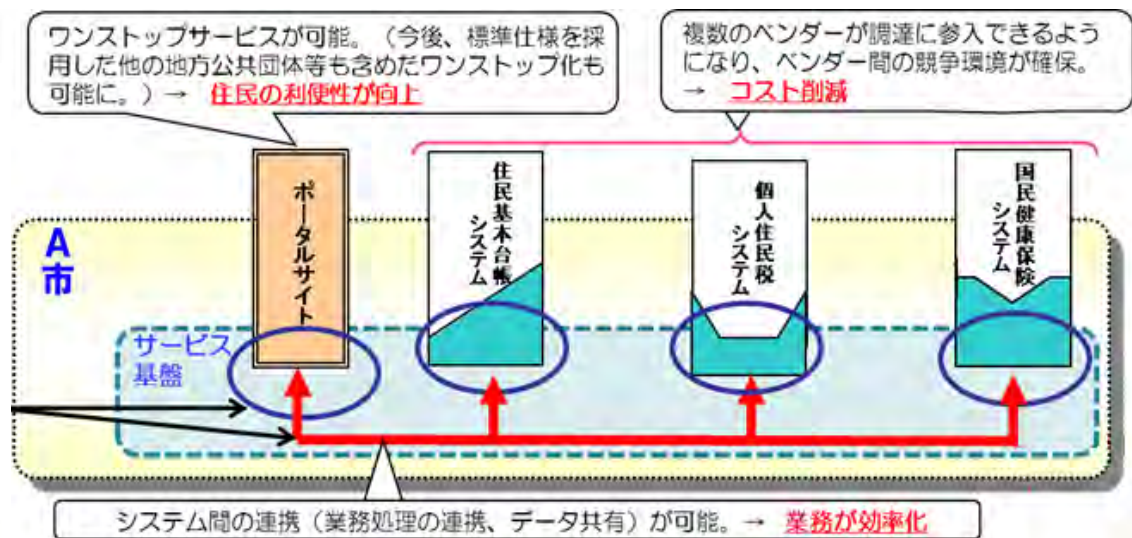 ワンストップサービスが可能。（今後、標準仕様を採
用した他の地方公共団体等も含めたワンストップ化も
可能に。）→ 住民の利便性が向上
複数のベンダーが調達に参入できるよう
になり、ベンダー間の競争環境が確保。
→ コスト削減
A市
ポータルサイト
住民基本台帳
システム
個人住民税
システム
国民健康保険
システム
サービス
基盤
システム間の連携（業務処理の連携、データ共有）が可能。→ 業務が効率化